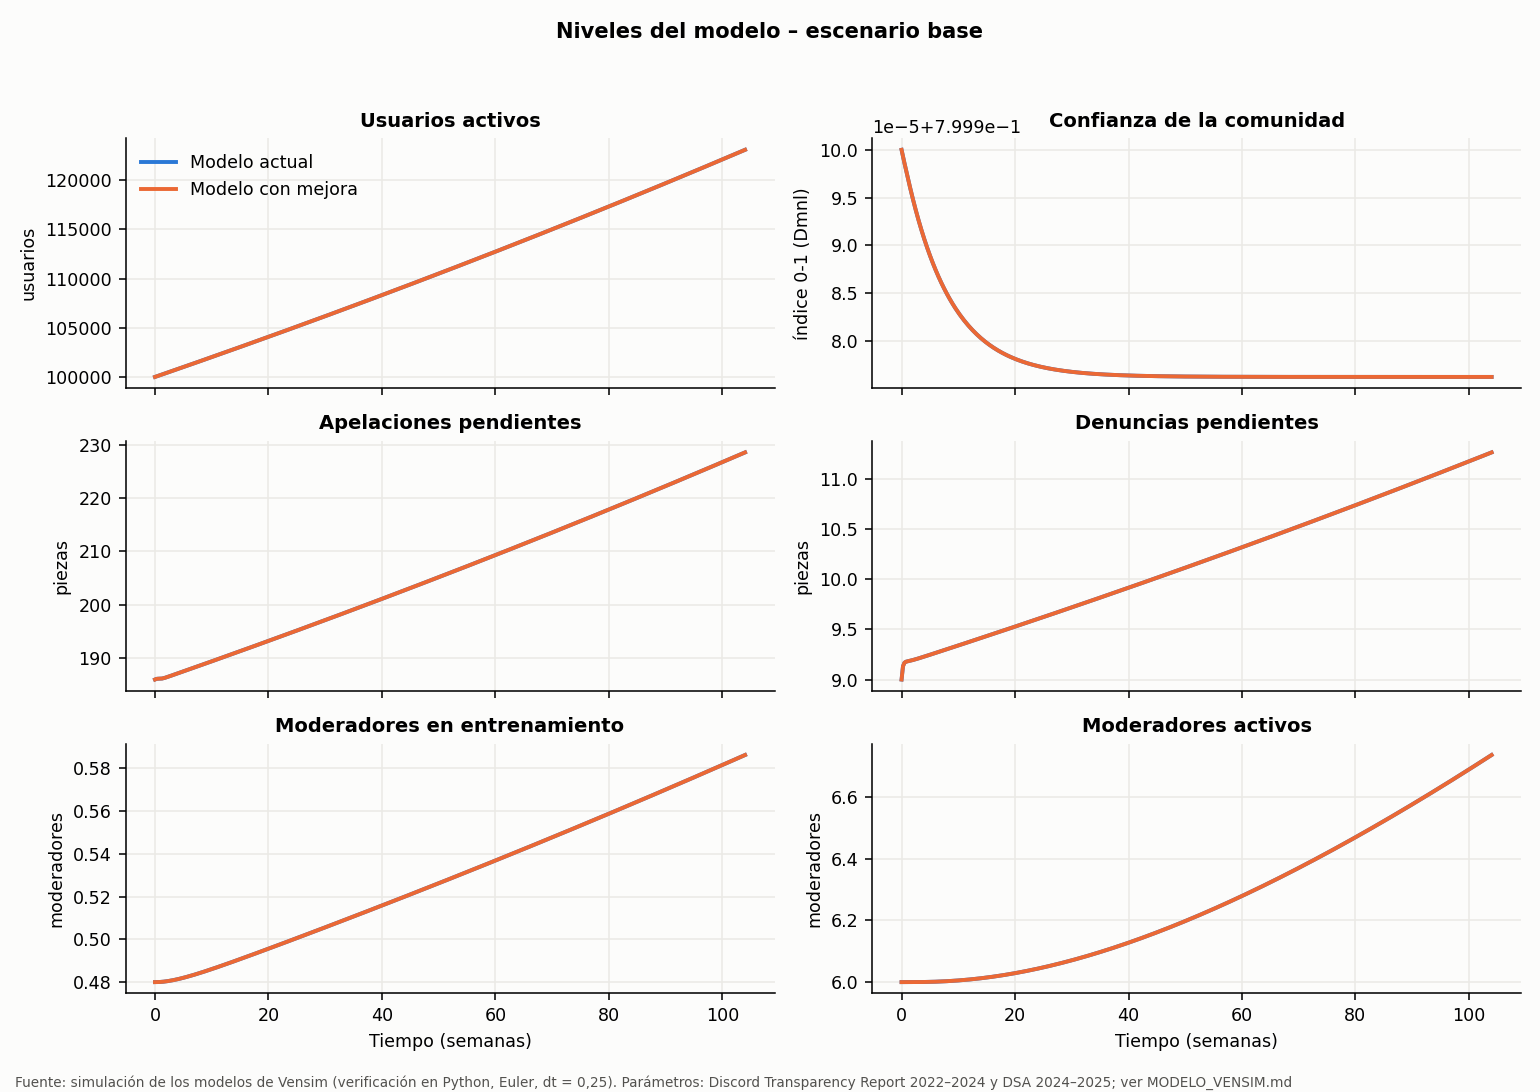 Niveles del modelo – escenario base
Usuarios activos
Modelo actual
Modelo con mejora
usuarios
120000
115000
110000
105000
100000
1e−5+7.999e−1
Confianza de la comunidad
índice 0-1 (Dmnl)
10.0
9.5
9.0
8.5
8.0
Apelaciones pendientes
piezas
230
220
210
200
190
Denuncias pendientes
piezas
11.0
10.5
10.0
9.5
9.0
Moderadores en entrenamiento
moderadores
0.58
0.56
0.54
0.52
0.50
0.48
0 20 40 60 80 100
Tiempo (semanas)
Moderadores activos
moderadores
6.6
6.4
6.2
6.0
0 20 40 60 80 100
Tiempo (semanas)
Fuente: simulación de los modelos de Vensim (verificación en Python, Euler, dt = 0,25). Parámetros: Discord Transparency Report 2022–2024 y DSA 2024–2025; ver MODELO_VENSIM.md